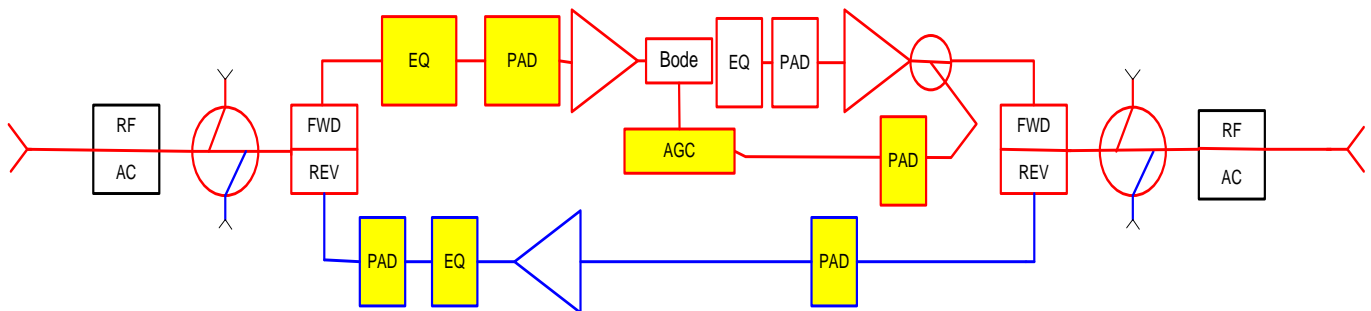 EQ
PAD
Bode
EQ
PAD
RF
AC
FWD
REV
AGC
PAD
FWD
REV
RF
AC
PAD
EQ
PAD